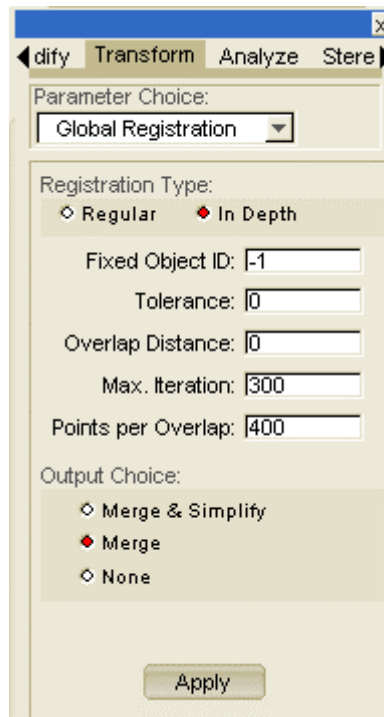 x
dify Transform Analyze Stere
Parameter Choice:
Global Registration
Registration Type:
Regular In Depth
Fixed Object ID: -1
Tolerance: 0
Overlap Distance: 0
Max. Iteration: 300
Points per Overlap: 400
Output Choice:
Merge & Simplify
Merge
None
Apply